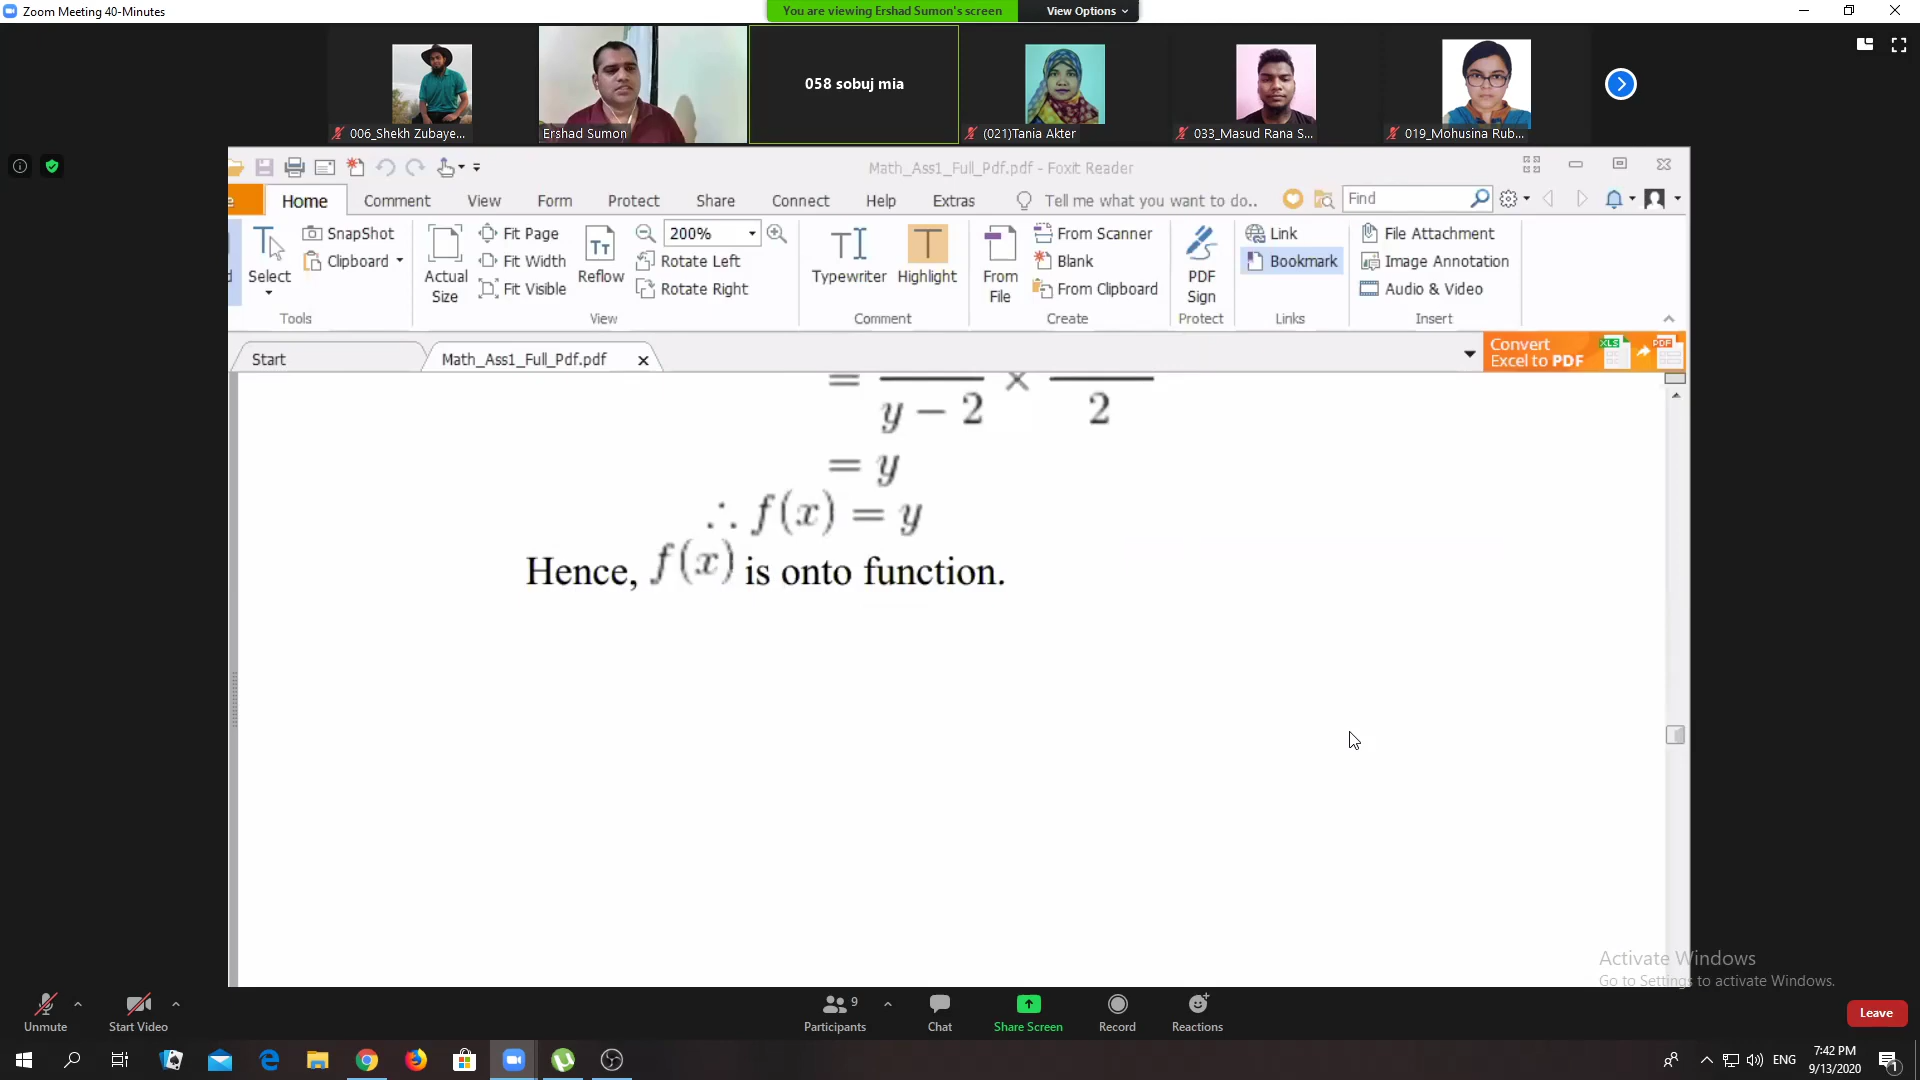 Zoom Meeting 40-Minutes
You are viewing Ershad Sumon's screen
View Options
006_Shekh Zubaye...
Ershad Sumon
058 sobuj mia
(021)Tania Akter
033_Masud Rana S...
019_Mohusina Rub...
Math_Ass1_Full_Pdf.pdf - Foxit Reader
e Home Comment View Form Protect Share Connect Help Extras Tell me what you want to do.. Find
Select
SnapShot
Clipboard
Tools
Actual Size
Fit Page
Fit Width
Fit Visible
Reflow
200%
Rotate Left
Rotate Right
View
Typewriter
Highlight
Comment
From File
From Scanner
Blank
From Clipboard
Create
PDF Sign
Protect
Link
Bookmark
Links
File Attachment
Image Annotation
Audio & Video
Insert
Start
Math_Ass1_Full_Pdf.pdf
Convert
Excel to PDF
XLS
PDF
= ×
y − 2 2
= y
∴ f(x) = y
Hence, f(x) is onto function.
Activate Windows
Go to Settings to activate Windows.
Unmute
Start Video
9
Participants
Chat
Share Screen
Record
Reactions
Leave
ENG
7:42 PM
9/13/2020
1